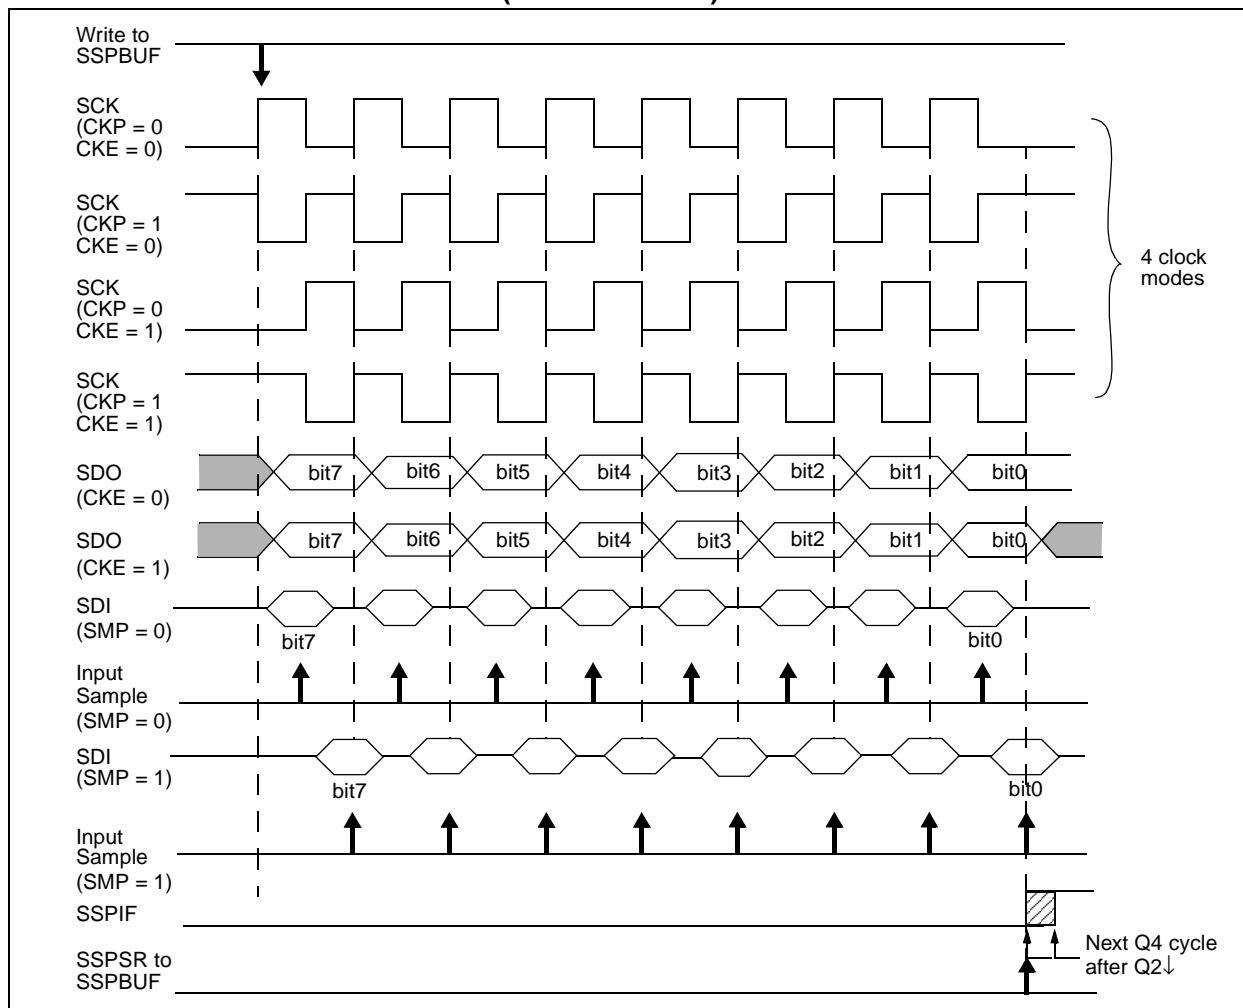 Write to
SSPBUF
SCK
(CKP = 0
CKE = 0)
SCK
(CKP = 1
CKE = 0)
4 clock
modes
SCK
(CKP = 0
CKE = 1)
SCK
(CKP = 1
CKE = 1)
SDO
(CKE = 0)
bit7 bit6 bit5 bit4 bit3 bit2 bit1 bit0
SDO
(CKE = 1)
bit7 bit6 bit5 bit4 bit3 bit2 bit1 bit0
SDI
(SMP = 0)
bit7 bit0
Input
Sample
(SMP = 0)
SDI
(SMP = 1)
bit7 bit0
Input
Sample
(SMP = 1)
SSPIF
Next Q4 cycle
after Q2↓
SSPSR to
SSPBUF